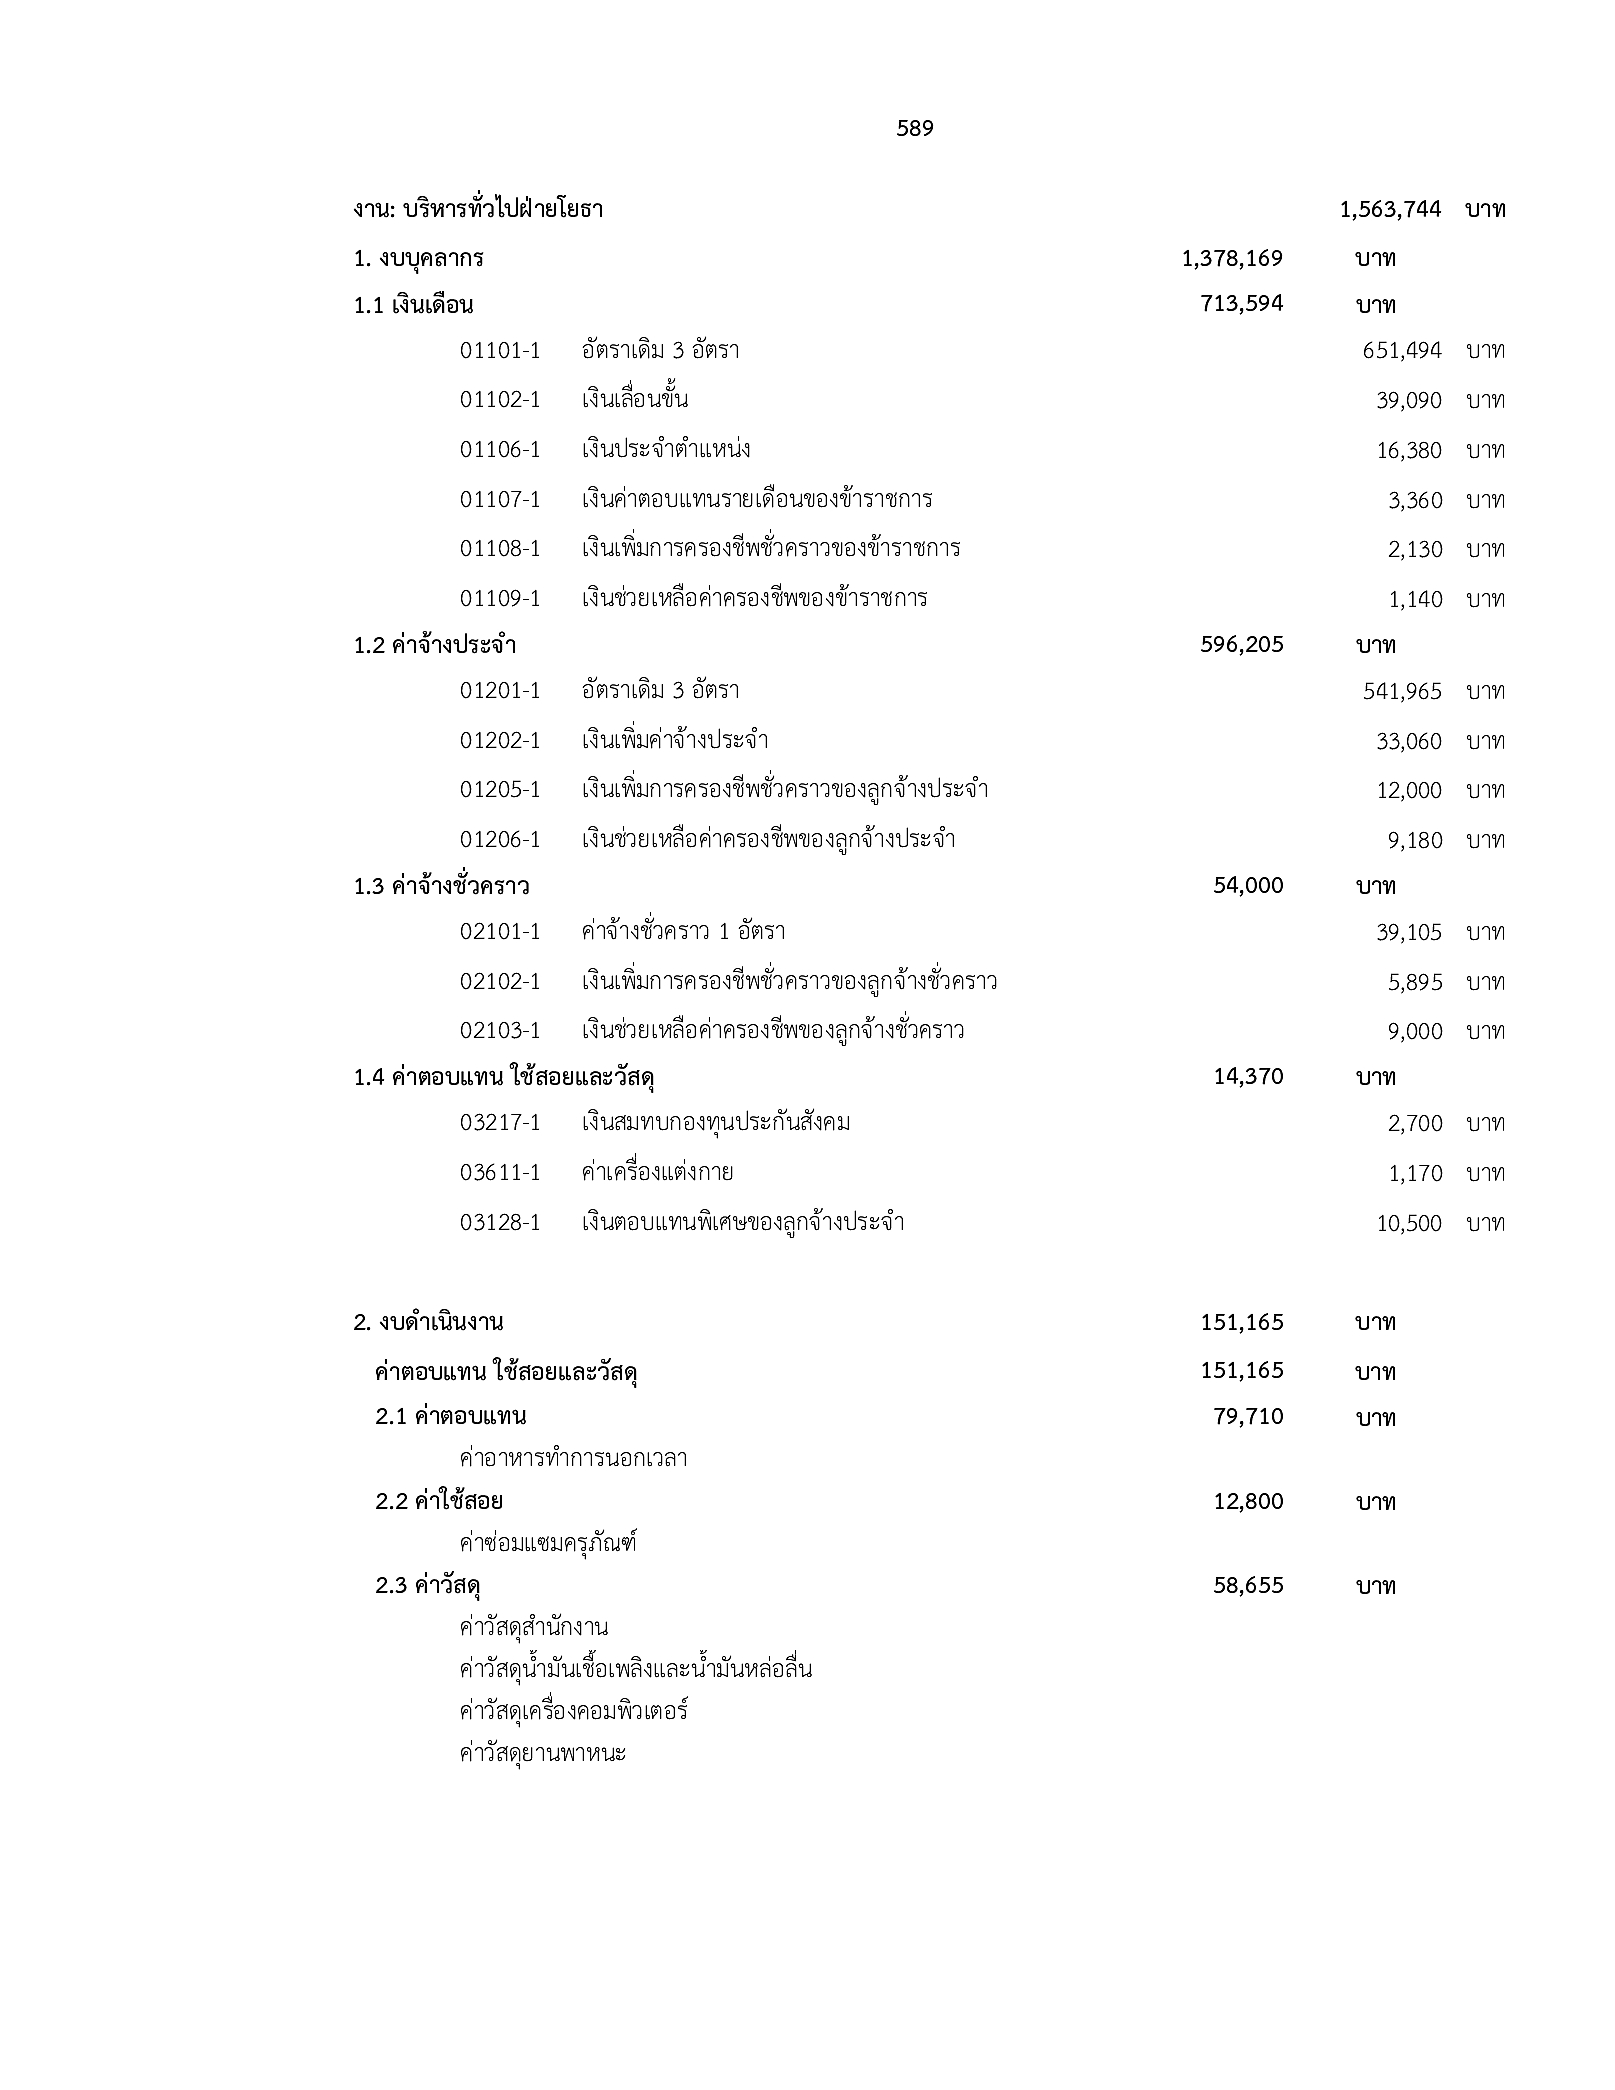 589
งาน: บริหารทั่วไปฝ่ายโยธา 1,563,744 บาท
1. งบบุคลากร 1,378,169 บาท
1.1 เงินเดือน 713,594 บาท
01101-1 อัตราเดิม 3 อัตรา 651,494 บาท
01102-1 เงินเลื่อนขั้น 39,090 บาท
01106-1 เงินประจำตำแหน่ง 16,380 บาท
01107-1 เงินค่าตอบแทนรายเดือนของข้าราชการ 3,360 บาท
01108-1 เงินเพิ่มการครองชีพชั่วคราวของข้าราชการ 2,130 บาท
01109-1 เงินช่วยเหลือค่าครองชีพของข้าราชการ 1,140 บาท
1.2 ค่าจ้างประจำ 596,205 บาท
01201-1 อัตราเดิม 3 อัตรา 541,965 บาท
01202-1 เงินเพิ่มค่าจ้างประจำ 33,060 บาท
01205-1 เงินเพิ่มการครองชีพชั่วคราวของลูกจ้างประจำ 12,000 บาท
01206-1 เงินช่วยเหลือค่าครองชีพของลูกจ้างประจำ 9,180 บาท
1.3 ค่าจ้างชั่วคราว 54,000 บาท
02101-1 ค่าจ้างชั่วคราว 1 อัตรา 39,105 บาท
02102-1 เงินเพิ่มการครองชีพชั่วคราวของลูกจ้างชั่วคราว 5,895 บาท
02103-1 เงินช่วยเหลือค่าครองชีพของลูกจ้างชั่วคราว 9,000 บาท
1.4 ค่าตอบแทน ใช้สอยและวัสดุ 14,370 บาท
03217-1 เงินสมทบกองทุนประกันสังคม 2,700 บาท
03611-1 ค่าเครื่องแต่งกาย 1,170 บาท
03128-1 เงินตอบแทนพิเศษของลูกจ้างประจำ 10,500 บาท
2. งบดำเนินงาน 151,165 บาท
ค่าตอบแทน ใช้สอยและวัสดุ 151,165 บาท
2.1 ค่าตอบแทน 79,710 บาท
ค่าอาหารทำการนอกเวลา
2.2 ค่าใช้สอย 12,800 บาท
ค่าซ่อมแซมครุภัณฑ์
2.3 ค่าวัสดุ 58,655 บาท
ค่าวัสดุสำนักงาน
ค่าวัสดุน้ำมันเชื้อเพลิงและน้ำมันหล่อลื่น
ค่าวัสดุเครื่องคอมพิวเตอร์
ค่าวัสดุยานพาหนะ